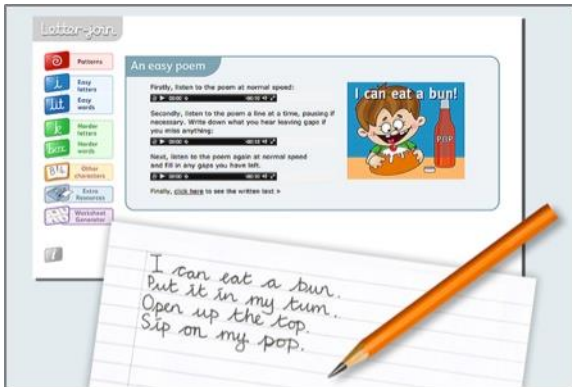 Letter-join
Patterns
An easy poem
i
Easy
letters
Firstly, listen to the poem at normal speed:
I can eat a bun!
lit
Easy
words
Secondly, listen to the poem a line at a time, pausing if
necessary. Write down what you hear leaving gaps if
you miss anything:
k
Harder
letters
POP
box
Harder
words
Next, listen to the poem again at normal speed
and fill in any gaps you have left.
Other
characters
Extra
Resources
Finally, click here to see the written text >
Worksheet
Generator
i
I can eat a bun.
Put it in my tum.
Open up the top.
Sip on my pop.